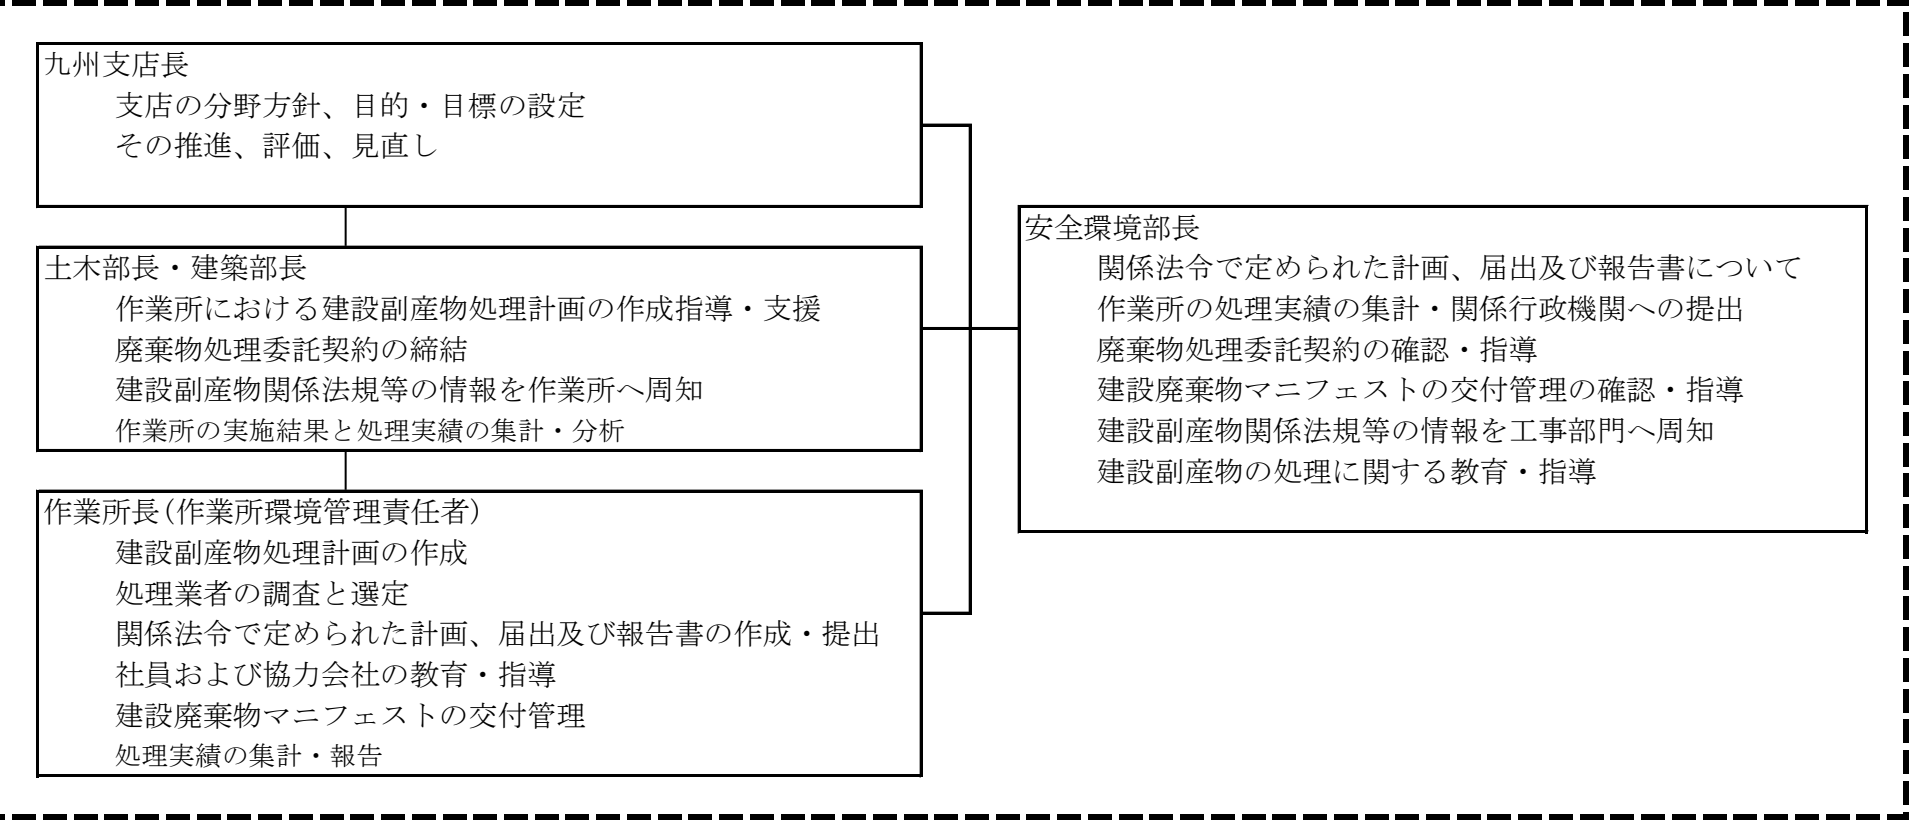 九州支店長
支店の分野方針、目的・目標の設定
その推進、評価、見直し
土木部長・建築部長
作業所における建設副産物処理計画の作成指導・支援
廃棄物処理委託契約の締結
建設副産物関係法規等の情報を作業所へ周知
作業所の実施結果と処理実績の集計・分析
作業所長(作業所環境管理責任者)
建設副産物処理計画の作成
処理業者の調査と選定
関係法令で定められた計画、届出及び報告書の作成・提出
社員および協力会社の教育・指導
建設廃棄物マニフェストの交付管理
処理実績の集計・報告
安全環境部長
関係法令で定められた計画、届出及び報告書について
作業所の処理実績の集計・関係行政機関への提出
廃棄物処理委託契約の確認・指導
建設廃棄物マニフェストの交付管理の確認・指導
建設副産物関係法規等の情報を工事部門へ周知
建設副産物の処理に関する教育・指導